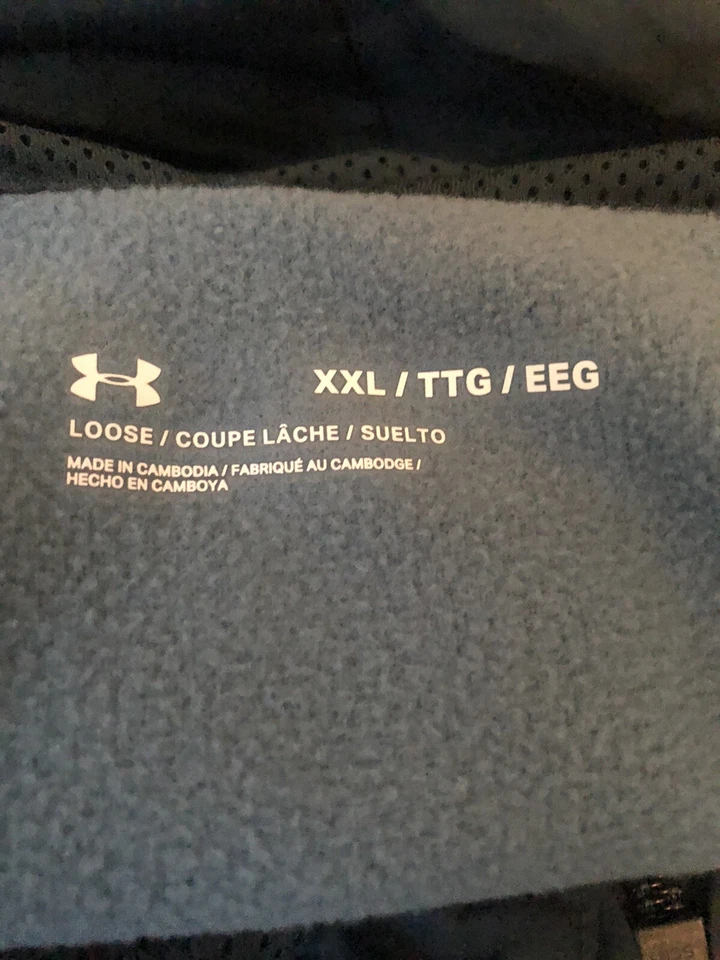 XXL / TTG / EEG
LOOSE / COUPE LÂCHE / SUELTO
MADE IN CAMBODIA / FABRIQUÉ AU CAMBODGE /
HECHO EN CAMBOYA